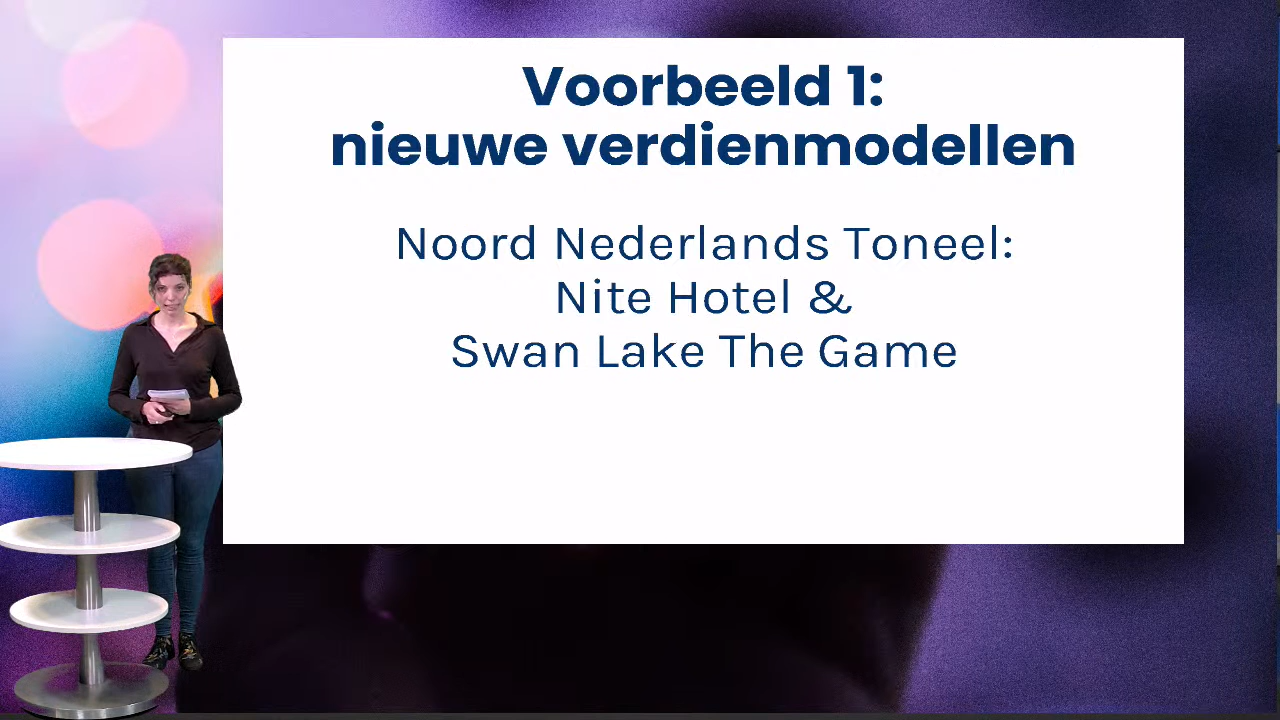 Voorbeeld 1:
nieuwe verdienmodellen
Noord Nederlands Toneel:
Nite Hotel &
Swan Lake The Game